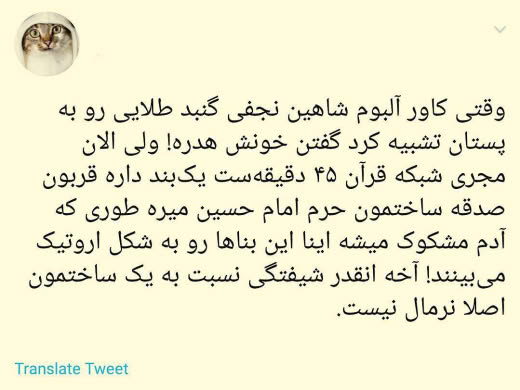 وقتی کاور آلبوم شاهین نجفی گنبد طلایی رو به
پستان تشبیه کرد گفتن خونش هدره! ولی الان
مجری شبکه قرآن ۴۵ دقیقه‌ست یک‌بند داره قربون
صدقه ساختمون حرم امام حسین میره طوری که
آدم مشکوک میشه اینا این بناها رو به شکل اروتیک
می‌بینند! آخه انقدر شیفتگی نسبت به یک ساختمون
اصلا نرمال نیست.
Translate Tweet